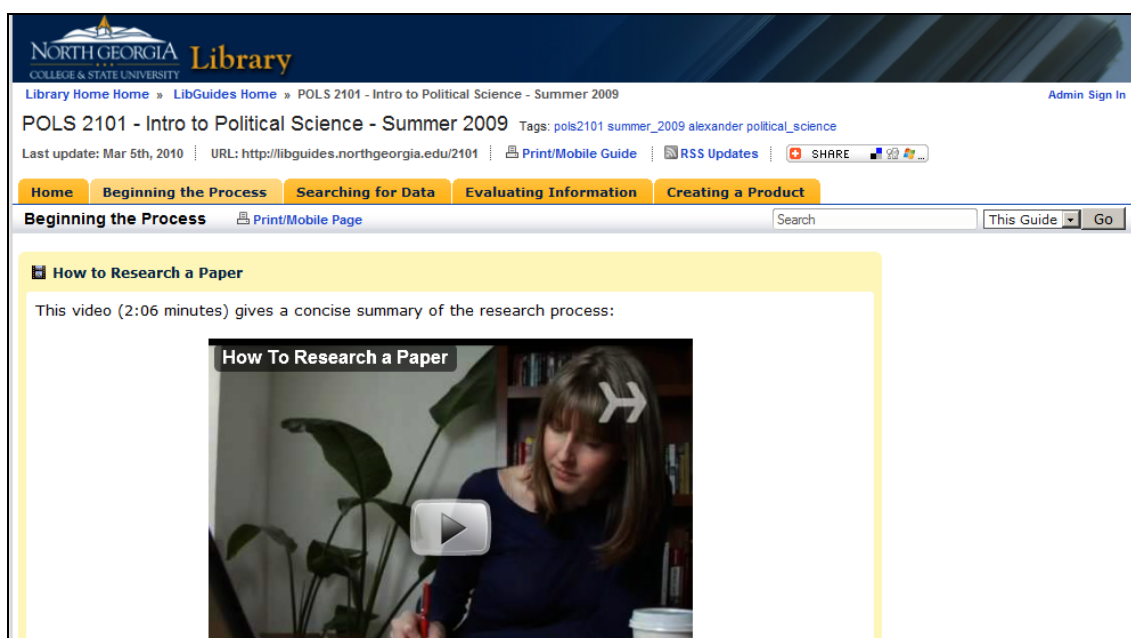 NORTH GEORGIA
COLLEGE & STATE UNIVERSITY
Library
Library Home Home » LibGuides Home » POLS 2101 - Intro to Political Science - Summer 2009 Admin Sign In
POLS 2101 - Intro to Political Science - Summer 2009 Tags: pols2101 summer_2009 alexander political_science
Last update: Mar 5th, 2010 URL: http://libguides.northgeorgia.edu/2101 Print/Mobile Guide RSS Updates SHARE ...
Home Beginning the Process Searching for Data Evaluating Information Creating a Product
Beginning the Process Print/Mobile Page Search This Guide Go
How to Research a Paper
This video (2:06 minutes) gives a concise summary of the research process:
How To Research a Paper